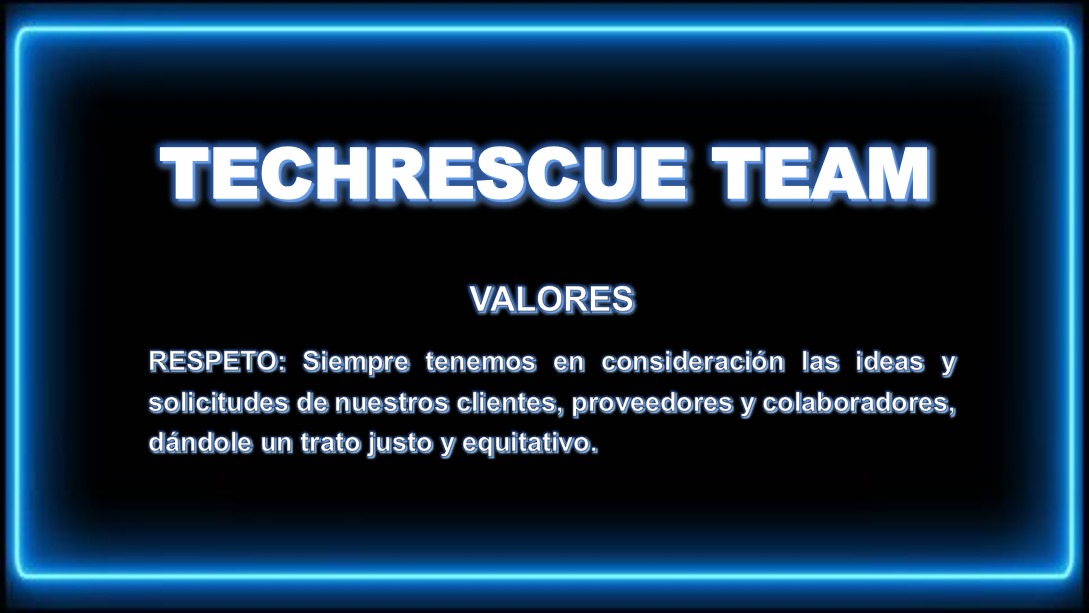 TECHRESCUE TEAM
VALORES
RESPETO: Siempre tenemos en consideración las ideas y
solicitudes de nuestros clientes, proveedores y colaboradores,
dándole un trato justo y equitativo.